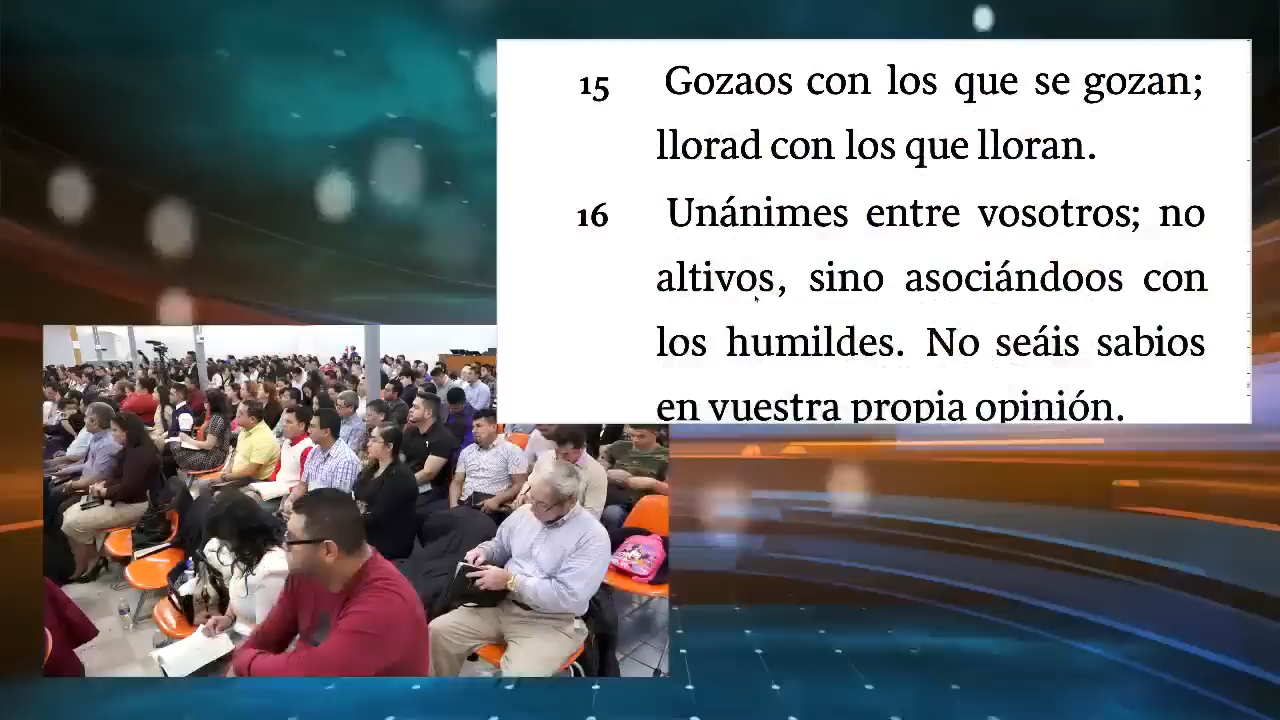 15 Gozaos con los que se gozan;
llorad con los que lloran.
16 Unánimes entre vosotros; no
altivos, sino asociándoos con
los humildes. No seáis sabios
en vuestra propia opinión.